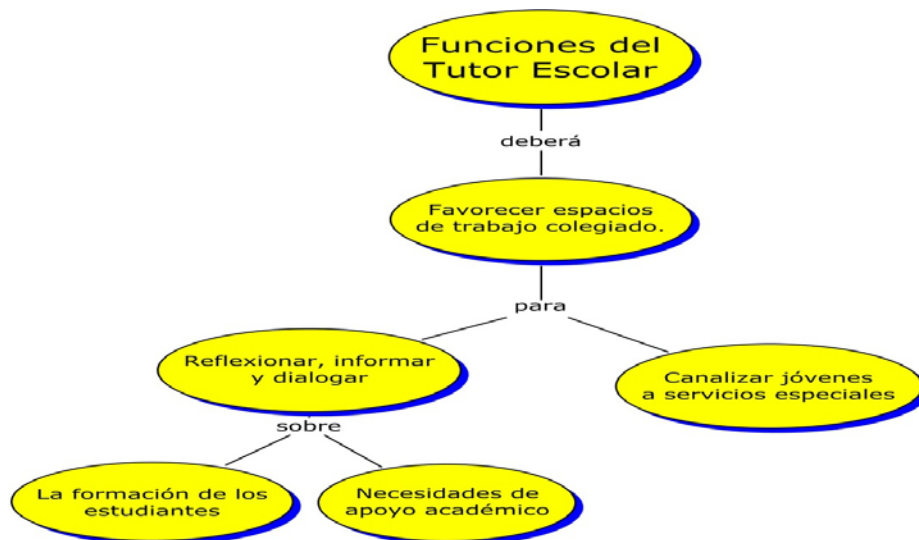 Funciones del
Tutor Escolar
deberá
Favorecer espacios
de trabajo colegiado.
para
Reflexionar, informar
y dialogar
Canalizar jóvenes
a servicios especiales
sobre
La formación de los
estudiantes
Necesidades de
apoyo académico